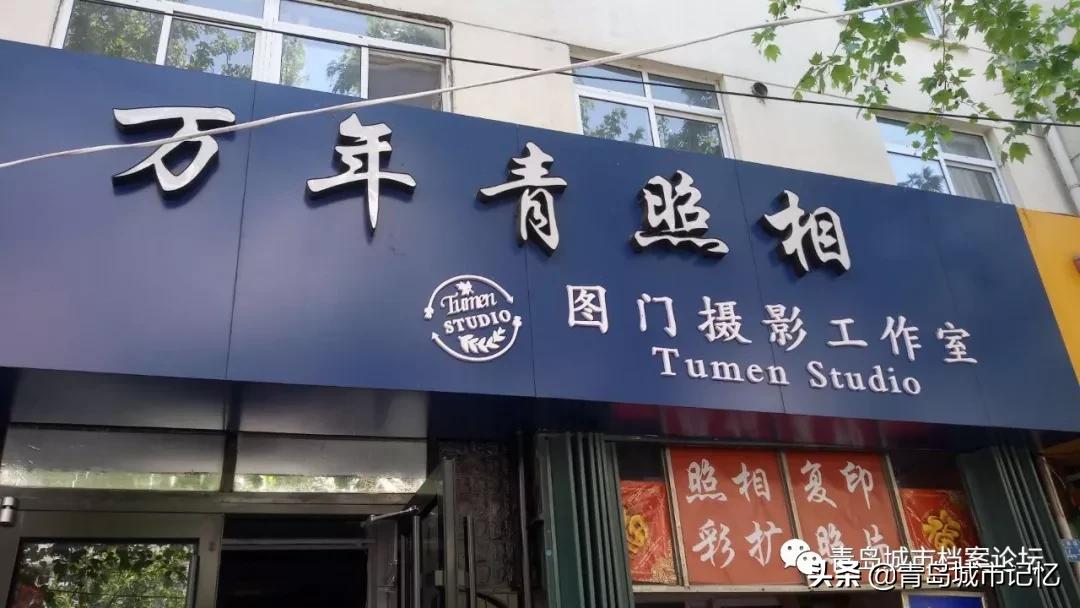 万年青照相
Tumen
STUDIO
图门摄影工作室
Tumen Studio
照相
彩扩
复印
照片
青岛城市档案论坛
头条@青岛城市记忆